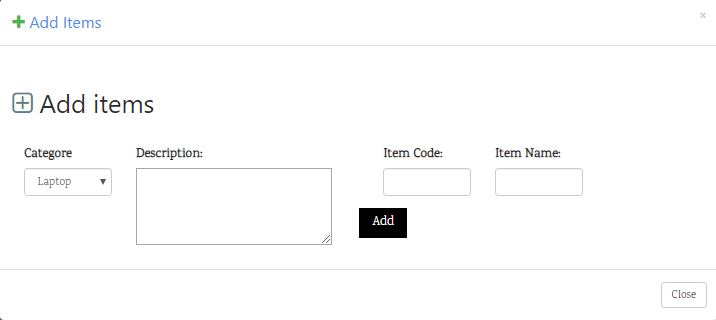 Add Items
×
Add items
Categore
Description:
Item Code:
Item Name:
Laptop
Add
Close